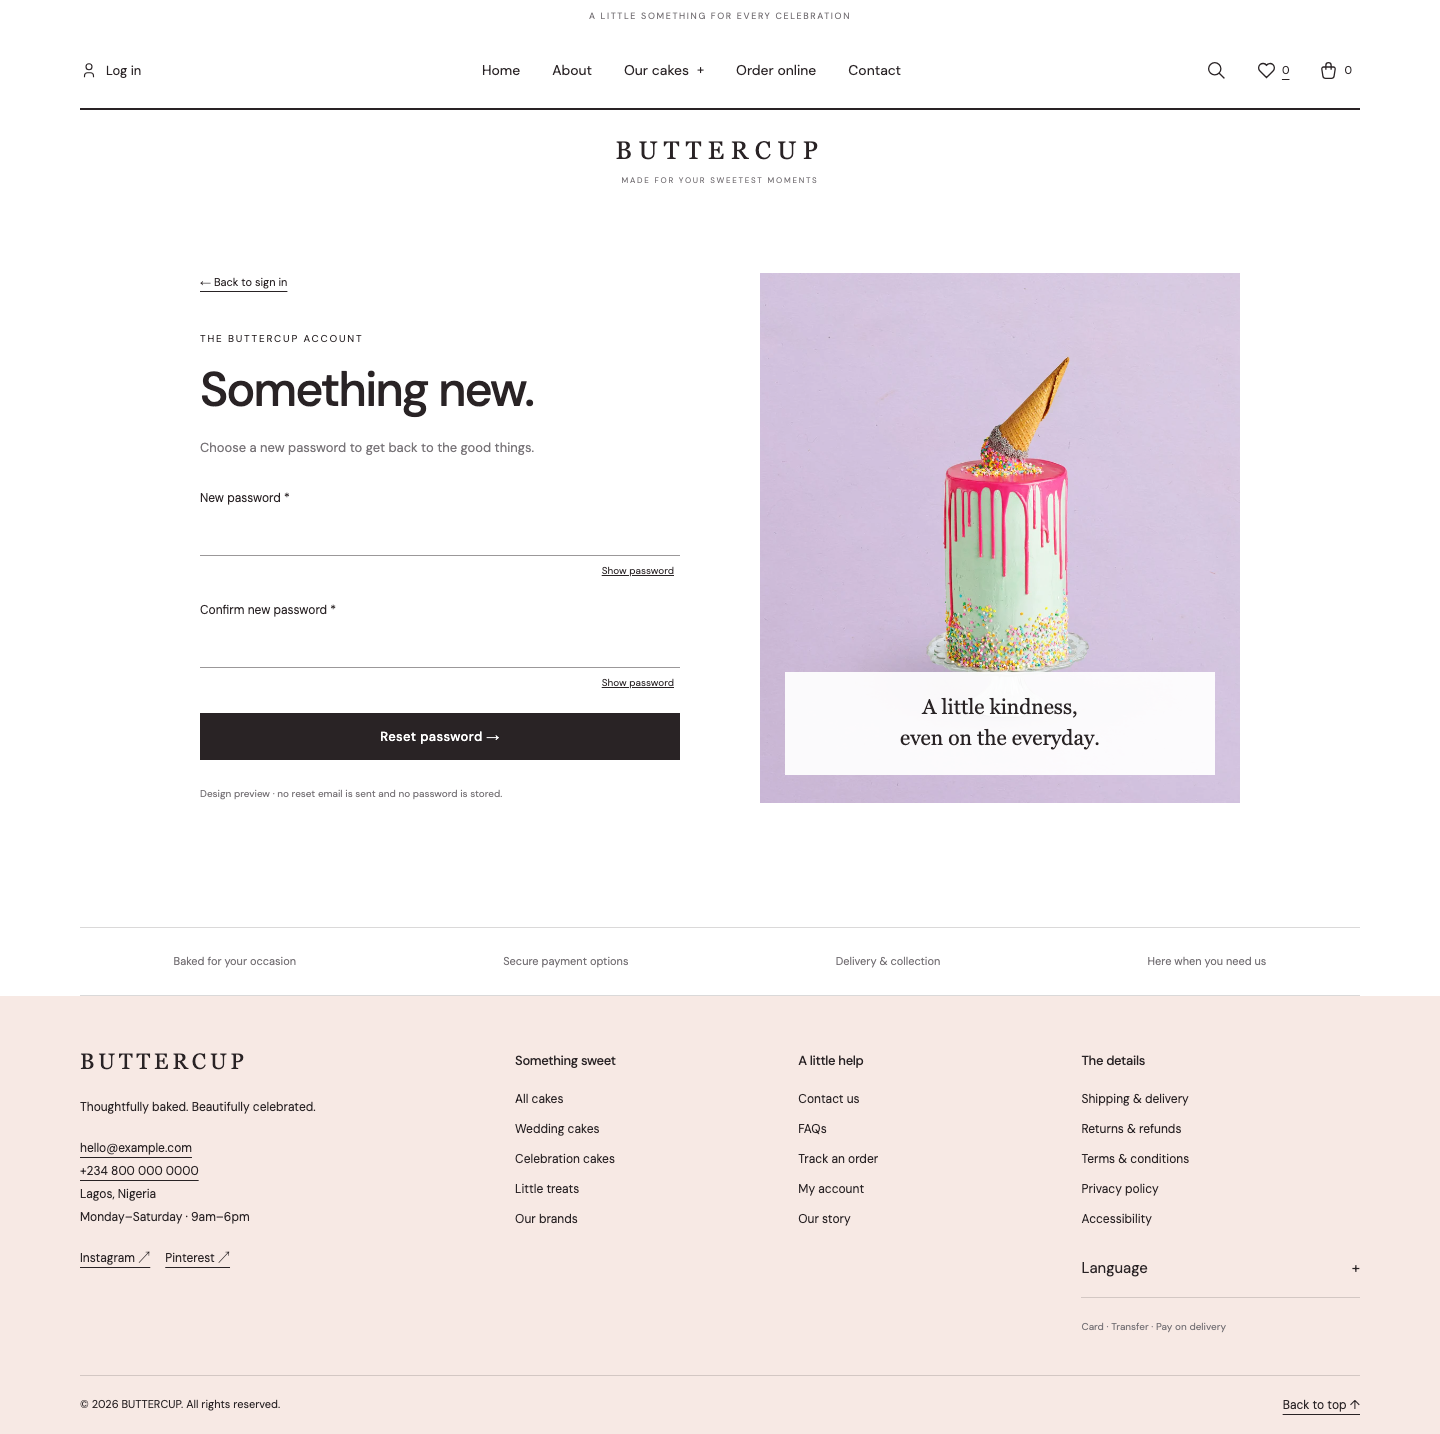 A LITTLE SOMETHING FOR EVERY CELEBRATION
Log in
Home
About
Our cakes +
Order online
Contact
0
0
BUTTERCUP
MADE FOR YOUR SWEETEST MOMENTS
← Back to sign in
THE BUTTERCUP ACCOUNT
Something new.
Choose a new password to get back to the good things.
New password *
Show password
Confirm new password *
Show password
Reset password →
Design preview · no reset email is sent and no password is stored.
A little kindness,
even on the everyday.
Baked for your occasion
Secure payment options
Delivery & collection
Here when you need us
BUTTERCUP
Thoughtfully baked. Beautifully celebrated.
hello@example.com
+234 800 000 0000
Lagos, Nigeria
Monday–Saturday · 9am–6pm
Instagram ↗
Pinterest ↗
Something sweet
All cakes
Wedding cakes
Celebration cakes
Little treats
Our brands
A little help
Contact us
FAQs
Track an order
My account
Our story
The details
Shipping & delivery
Returns & refunds
Terms & conditions
Privacy policy
Accessibility
Language +
Card · Transfer · Pay on delivery
© 2026 BUTTERCUP. All rights reserved.
Back to top ↑